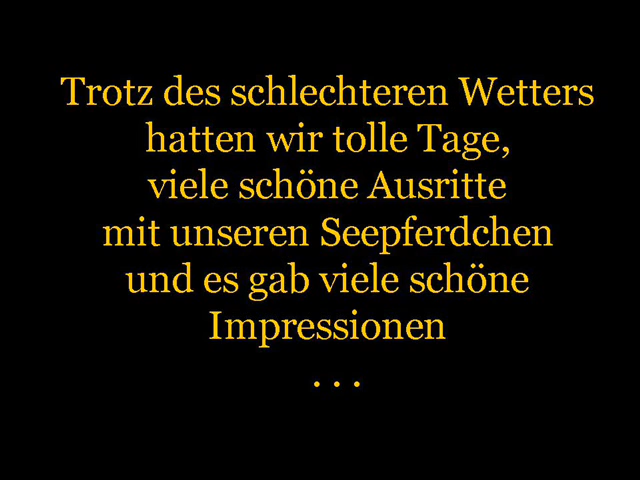 Trotz des schlechteren Wetters
hatten wir tolle Tage,
viele schöne Ausritte
mit unseren Seepferdchen
und es gab viele schöne
Impressionen
. . .